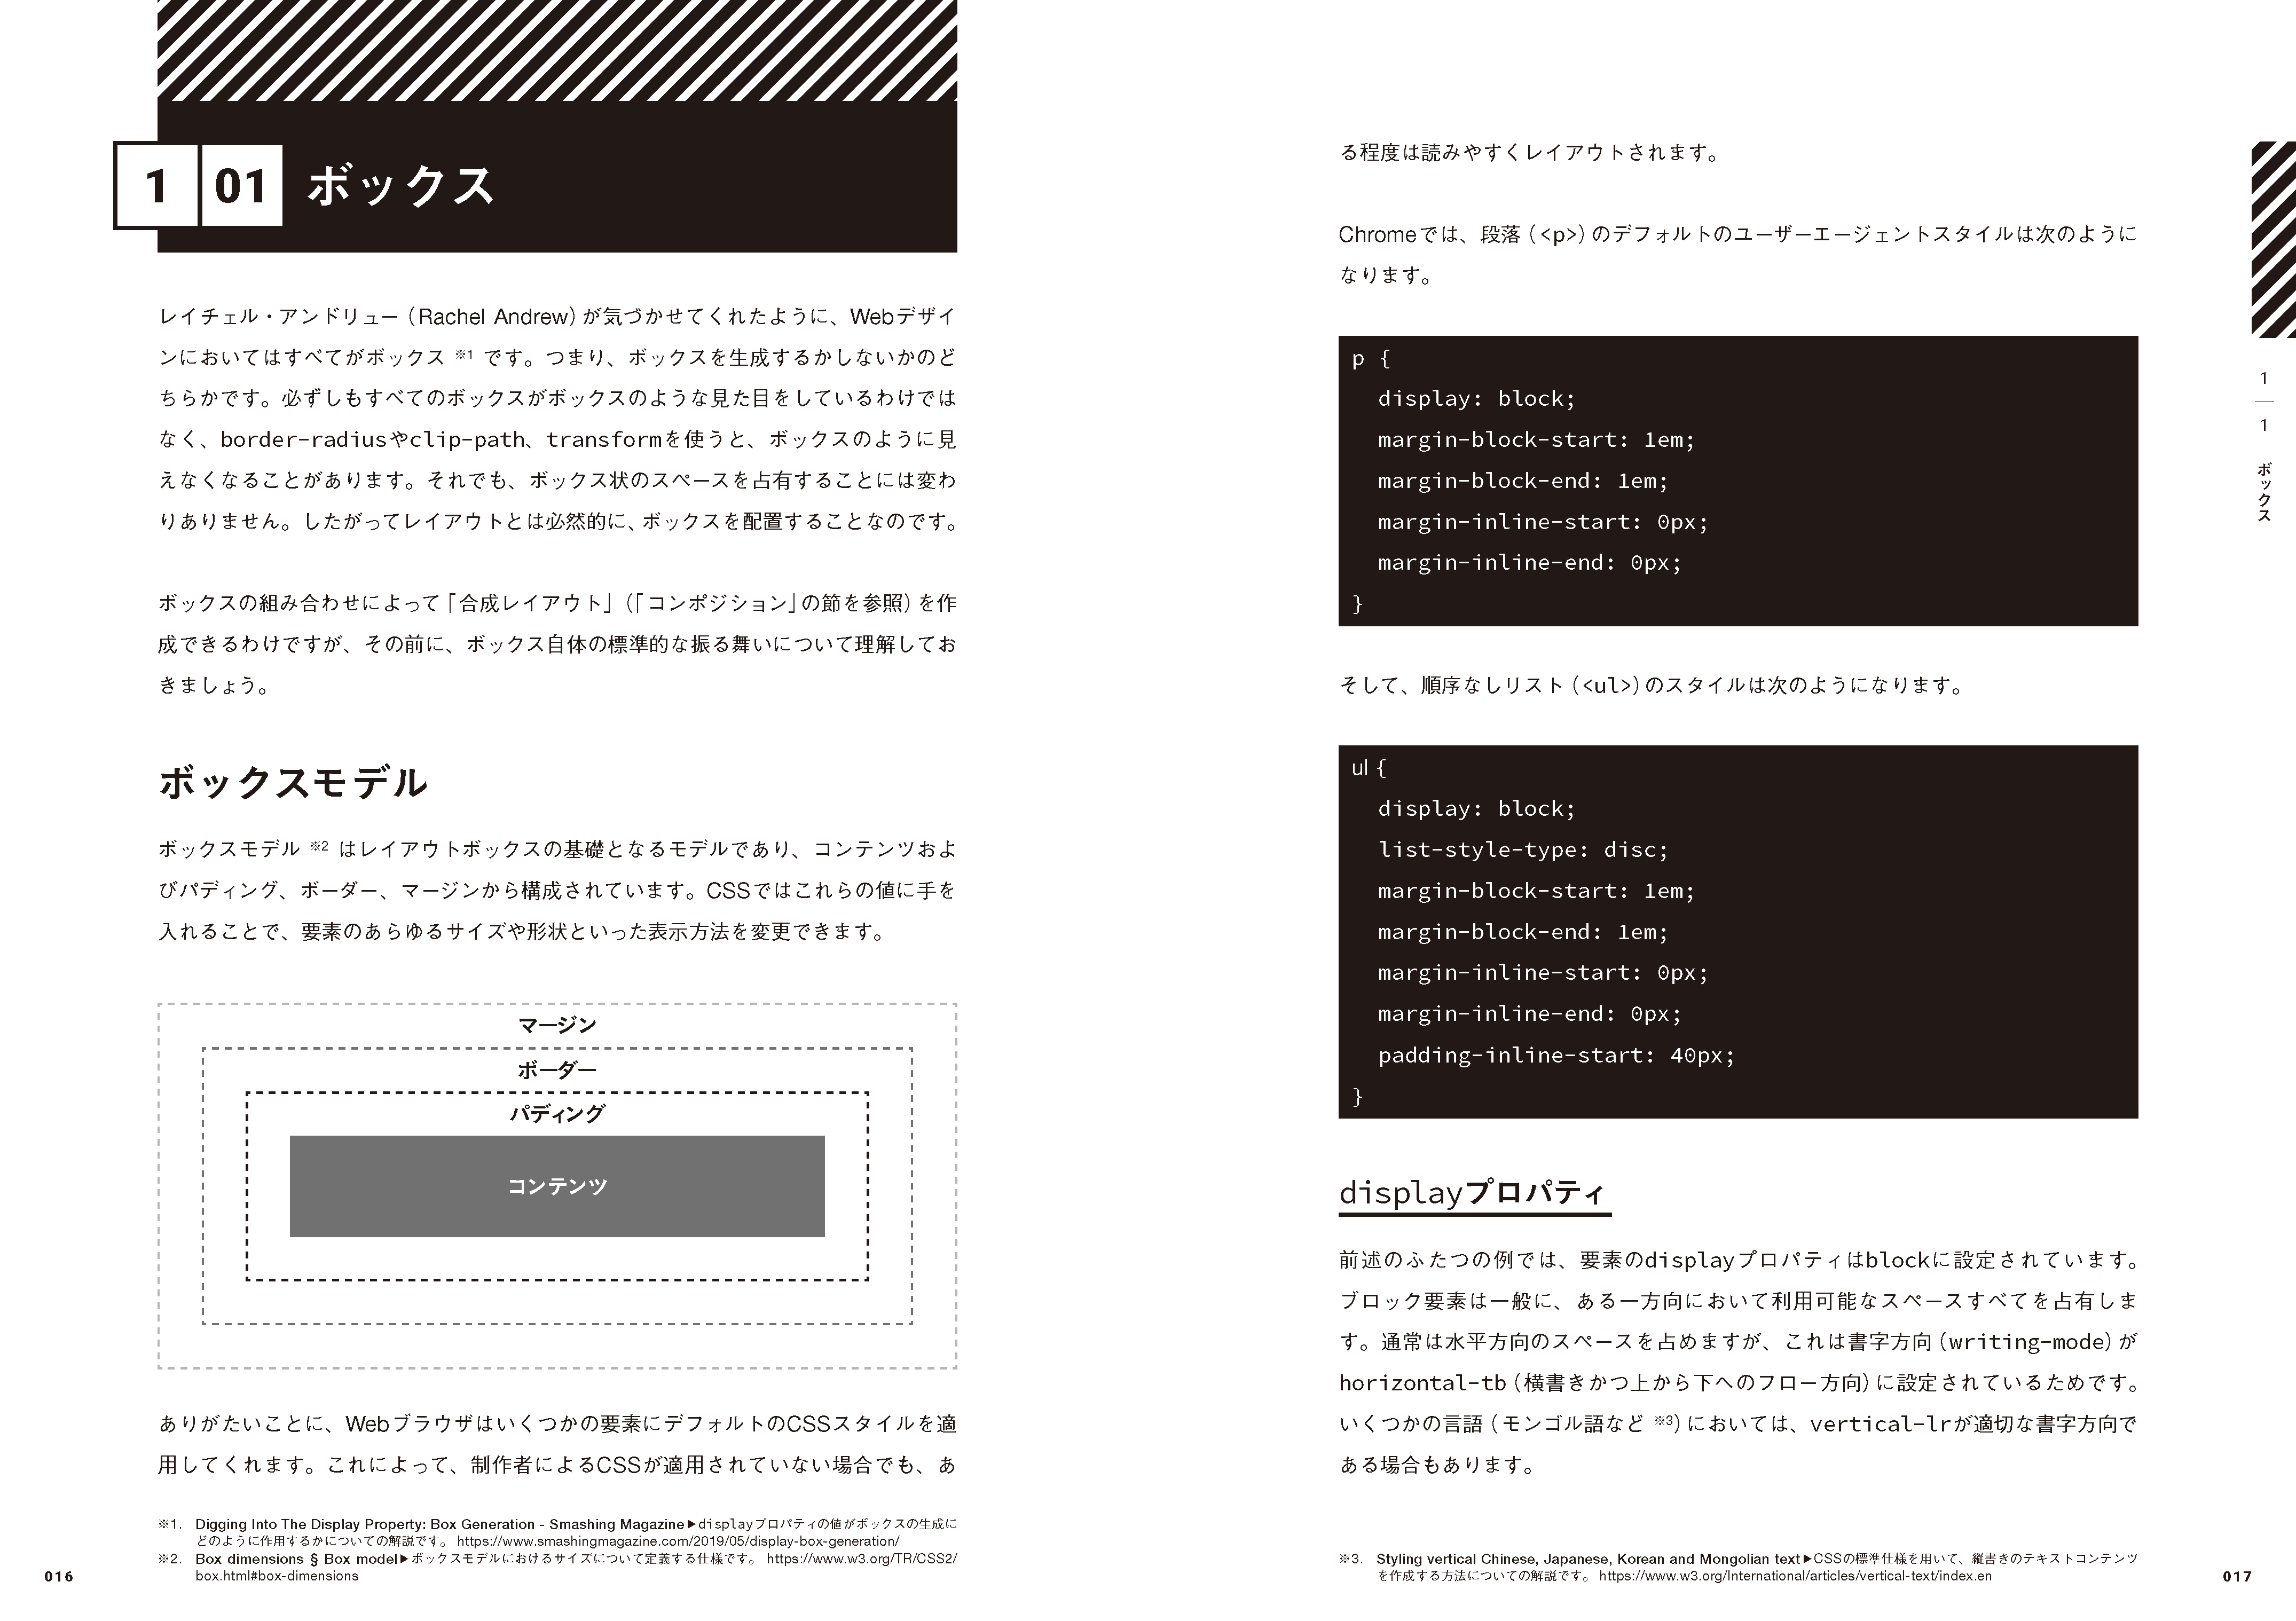 1 01 ボックス
レイチェル・アンドリュー（Rachel Andrew）が気づかせてくれたように、Webデザイ
ンにおいてはすべてがボックス ※1 です。つまり、ボックスを生成するかしないかのど
ちらかです。必ずしもすべてのボックスがボックスのような見た目をしているわけでは
なく、border-radiusやclip-path、transformを使うと、ボックスのように見
えなくなることがあります。それでも、ボックス状のスペースを占有することには変わ
りありません。したがってレイアウトとは必然的に、ボックスを配置することなのです。
ボックスの組み合わせによって「合成レイアウト」（「コンポジション」の節を参照）を作
成できるわけですが、その前に、ボックス自体の標準的な振る舞いについて理解してお
きましょう。
ボックスモデル
ボックスモデル ※2 はレイアウトボックスの基礎となるモデルであり、コンテンツおよ
びパディング、ボーダー、マージンから構成されています。CSSではこれらの値に手を
入れることで、要素のあらゆるサイズや形状といった表示方法を変更できます。
マージン
ボーダー
パディング
コンテンツ
ありがたいことに、Webブラウザはいくつかの要素にデフォルトのCSSスタイルを適
用してくれます。これによって、制作者によるCSSが適用されていない場合でも、あ
※1. Digging Into The Display Property: Box Generation - Smashing Magazine▶displayプロパティの値がボックスの生成に
どのように作用するかについての解説です。 https://www.smashingmagazine.com/2019/05/display-box-generation/
※2. Box dimensions § Box model▶ボックスモデルにおけるサイズについて定義する仕様です。 https://www.w3.org/TR/CSS2/
box.html#box-dimensions
016
る程度は読みやすくレイアウトされます。
Chromeでは、段落（<p>）のデフォルトのユーザーエージェントスタイルは次のように
なります。
p {
display: block;
margin-block-start: 1em;
margin-block-end: 1em;
margin-inline-start: 0px;
margin-inline-end: 0px;
}
そして、順序なしリスト（<ul>）のスタイルは次のようになります。
ul {
display: block;
list-style-type: disc;
margin-block-start: 1em;
margin-block-end: 1em;
margin-inline-start: 0px;
margin-inline-end: 0px;
padding-inline-start: 40px;
}
displayプロパティ
前述のふたつの例では、要素のdisplayプロパティはblockに設定されています。
ブロック要素は一般に、ある一方向において利用可能なスペースすべてを占有しま
す。通常は水平方向のスペースを占めますが、これは書字方向（writing-mode）が
horizontal-tb（横書きかつ上から下へのフロー方向）に設定されているためです。
いくつかの言語（モンゴル語など ※3）においては、vertical-lrが適切な書字方向で
ある場合もあります。
※3. Styling vertical Chinese, Japanese, Korean and Mongolian text▶CSSの標準仕様を用いて、縦書きのテキストコンテンツ
を作成する方法についての解説です。 https://www.w3.org/International/articles/vertical-text/index.en
1
1
ボックス
017